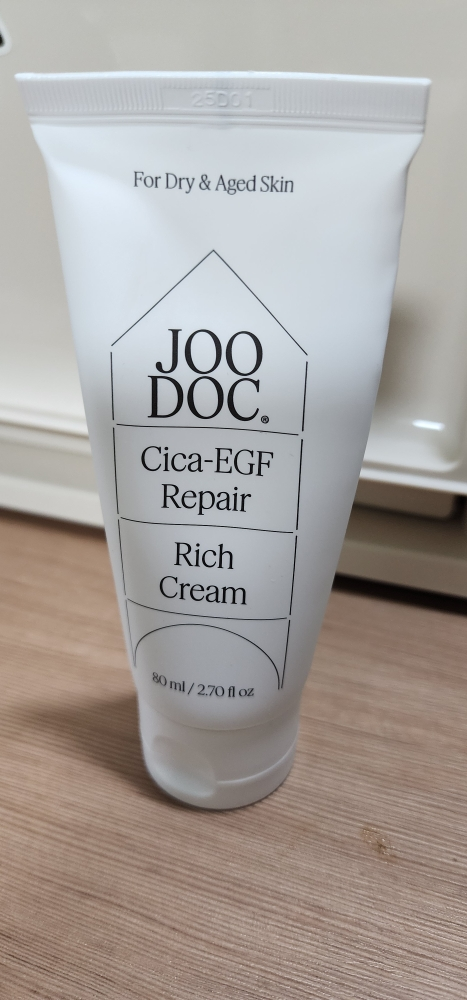 25D01
For Dry & Aged Skin
JOO
DOC®
Cica-EGF
Repair
Rich
Cream
80 ml / 2.70 fl oz